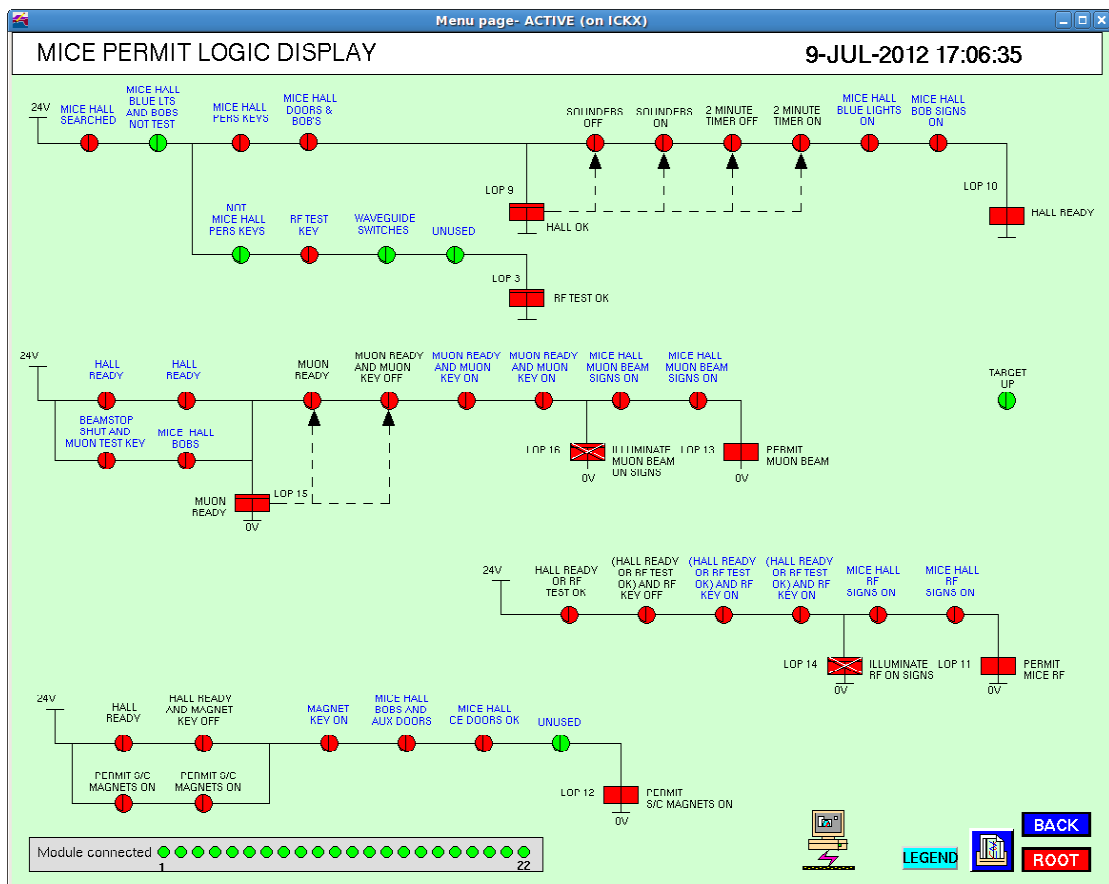 Menu page- ACTIVE (on ICKX)
MICE PERMIT LOGIC DISPLAY
9-JUL-2012 17:06:35
24V
MICE HALL
SEARCHED
MICE HALL
BLUE LTS
AND BOBS
NOT TEST
MICE HALL
PERS KEYS
MICE HALL
DOORS &
BOB'S
SOUNDERS
OFF
SOUNDERS
ON
2 MINUTE
TIMER OFF
2 MINUTE
TIMER ON
MICE HALL
BLUE LIGHTS
ON
MICE HALL
BOB SIGNS
ON
LOP 9
HALL OK
LOP 10
HALL READY
NOT
MICE HALL
PERS KEYS
RF TEST
KEY
WAVEGUIDE
SWITCHES
UNUSED
LOP 3
RF TEST OK
24V
HALL
READY
HALL
READY
MUON
READY
MUON READY
AND MUON
KEY OFF
MUON READY
AND MUON
KEY ON
MUON READY
AND MUON
KEY ON
MICE HALL
MUON BEAM
SIGNS ON
MICE HALL
MUON BEAM
SIGNS ON
TARGET
UP
BEAMSTOP
SHUT AND
MUON TEST KEY
MICE HALL
BOBS
LOP 16
ILLUMINATE
MUON BEAM
ON SIGNS
0V
LOP 13
PERMIT
MUON BEAM
0V
MUON
READY
LOP 15
0V
24V
HALL READY
OR RF
TEST OK
(HALL READY
OR RF TEST
OK) AND RF
KEY OFF
(HALL READY
OR RF TEST
OK) AND RF
KEY ON
(HALL READY
OR RF TEST
OK) AND RF
KEY ON
MICE HALL
RF
SIGNS ON
MICE HALL
RF
SIGNS ON
LOP 14
ILLUMINATE
RF ON SIGNS
0V
LOP 11
PERMIT
MICE RF
0V
24V
HALL
READY
HALL READY
AND MAGNET
KEY OFF
MAGNET
KEY ON
MICE HALL
BOBS AND
AUX DOORS
MICE HALL
CE DOORS OK
UNUSED
PERMIT S/C
MAGNETS ON
PERMIT S/C
MAGNETS ON
LOP 12
PERMIT
S/C MAGNETS ON
0V
Module connected
1
22
LEGEND
BACK
ROOT